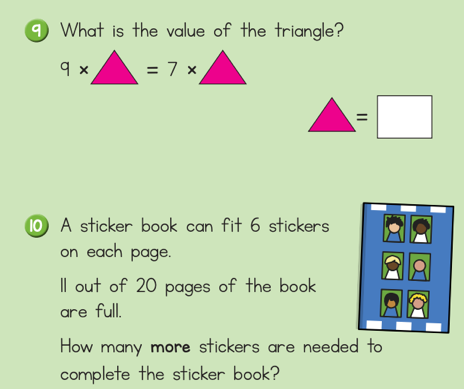 9 What is the value of the triangle?
9 × = 7 ×
=
10 A sticker book can fit 6 stickers
on each page.
11 out of 20 pages of the book
are full.
How many more stickers are needed to
complete the sticker book?